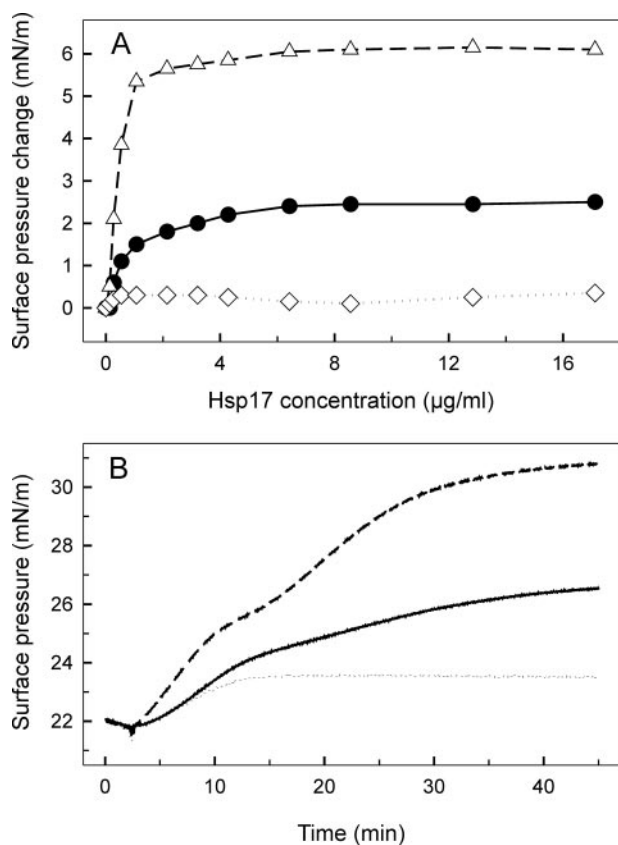 A
Surface pressure change (mN/m)
6
5
4
3
2
1
0
0 4 8 12 16
Hsp17 concentration (µg/ml)
B
Surface pressure (mN/m)
30
28
26
24
22
0 10 20 30 40
Time (min)